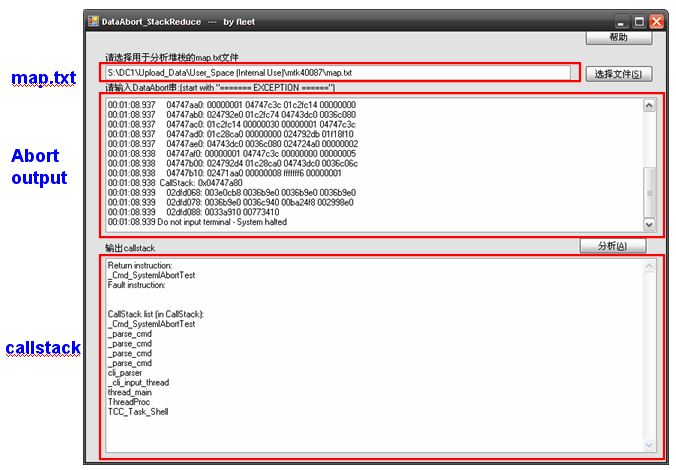 DataAbort_StackReduce --- by fleet
帮助
请选择用于分析堆栈的map.txt文件
map.txt
S:\DC1\Upload_Data\User_Space (Internal Use)\mtk40087\map.txt
选择文件(S)
请输入DataAbort串:(start with "======= EXCEPTION ======")
Abort
output
00:01:08.937 04747aa0: 00000001 04747c3c 01c2fc14 00000000
00:01:08.937 04747ab0: 024792e0 01c2fc74 04743dc0 0036c080
00:01:08.937 04747ac0: 01c2fc14 00000030 00000001 04747c3c
00:01:08.937 04747ad0: 01c28ca0 00000000 024792db 01f18f10
00:01:08.937 04747ae0: 04743dc0 0036c080 024724a0 00000002
00:01:08.938 04747af0: 00000001 04747c3c 00000000 00000005
00:01:08.938 04747b00: 024792d4 01c28ca0 04743dc0 0036c06c
00:01:08.938 04747b10: 02471aa0 00000008 fffffff6 00000001
00:01:08.938 CallStack: 0x04747a80
00:01:08.939 02dfd068: 003e0cb8 0036b9e0 0036b9e0 0036b9e0
00:01:08.939 02dfd078: 0036b9e0 0036c940 00ba24f8 002998e0
00:01:08.939 02dfd088: 0033a910 00773410
00:01:08.939 Do not input terminal - System halted
输出callstack
分析(A)
callstack
Return instruction:
_Cmd_SystemlAbortTest
Fault instruction:
CallStack list (in CallStack):
_Cmd_SystemlAbortTest
_parse_cmd
_parse_cmd
_parse_cmd
_parse_cmd
cli_parser
_cli_input_thread
thread_main
ThreadProc
TCC_Task_Shell